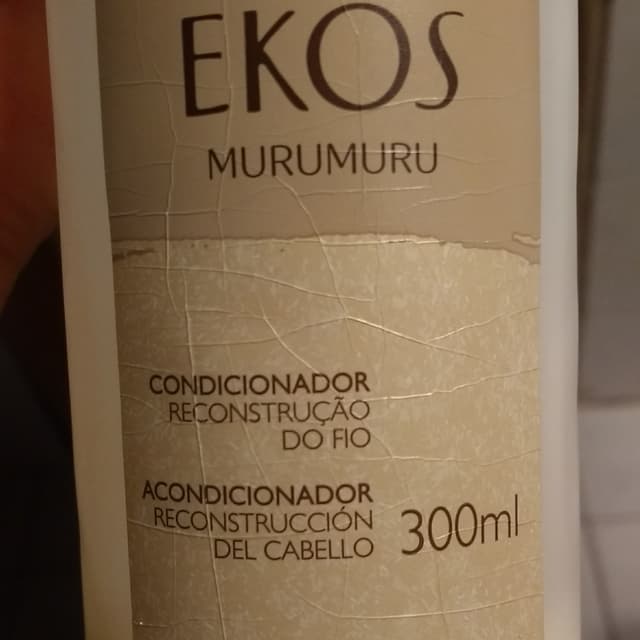 EKOS
MURUMURU
CONDICIONADOR
RECONSTRUÇÃO
DO FIO
ACONDICIONADOR
RECONSTRUCCIÓN
DEL CABELLO
300ml